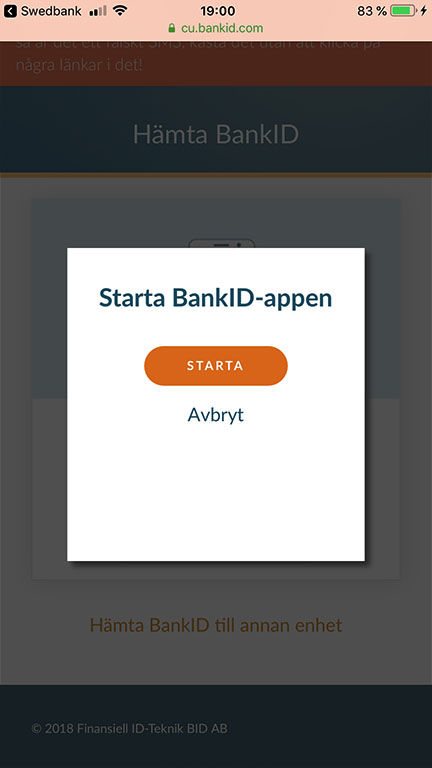 Swedbank 19:00 83 %
cu.bankid.com
så är det ett falskt SMS, kasta det utan att klicka på
några länkar i det!
Hämta BankID
Starta BankID-appen
STARTA
Avbryt
Hämta BankID till annan enhet
© 2018 Finansiell ID-Teknik BID AB